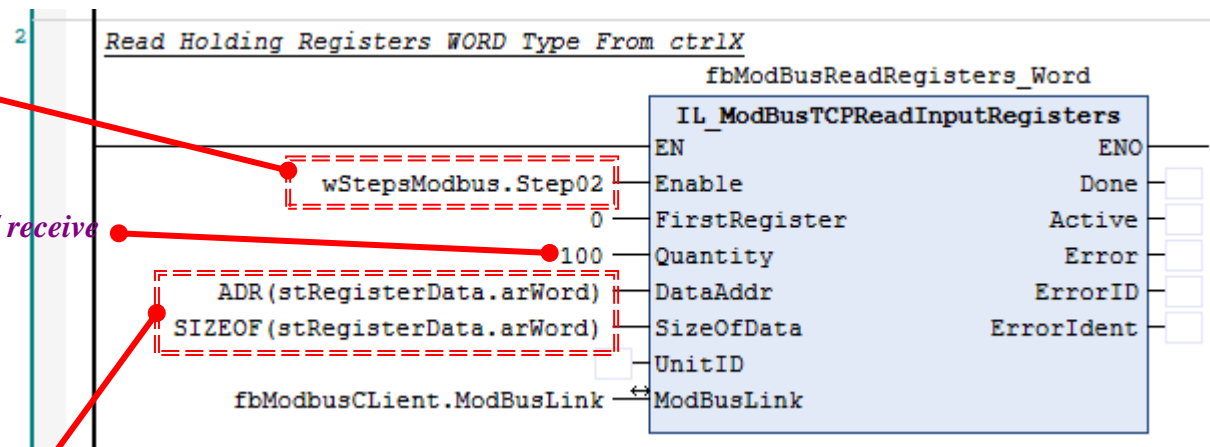 2
Read Holding Registers WORD Type From ctrlX
fbModBusReadRegisters_Word
IL_ModBusTCPReadInputRegisters
EN ENO
wStepsModbus.Step02 Enable Done
0 FirstRegister Active
receive
100 Quantity Error
ADR(stRegisterData.arWord) DataAddr ErrorID
SIZEOF(stRegisterData.arWord) SizeOfData ErrorIdent
UnitID
fbModbusCLient.ModBusLink ModBusLink